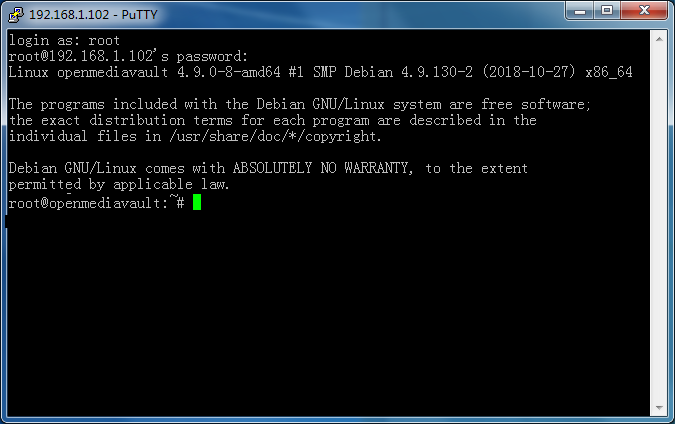 192.168.1.102 - PuTTY
login as: root
root@192.168.1.102's password:
Linux openmediavault 4.9.0-8-amd64 #1 SMP Debian 4.9.130-2 (2018-10-27) x86_64
The programs included with the Debian GNU/Linux system are free software;
the exact distribution terms for each program are described in the
individual files in /usr/share/doc/*/copyright.
Debian GNU/Linux comes with ABSOLUTELY NO WARRANTY, to the extent
permitted by applicable law.
root@openmediavault:~#